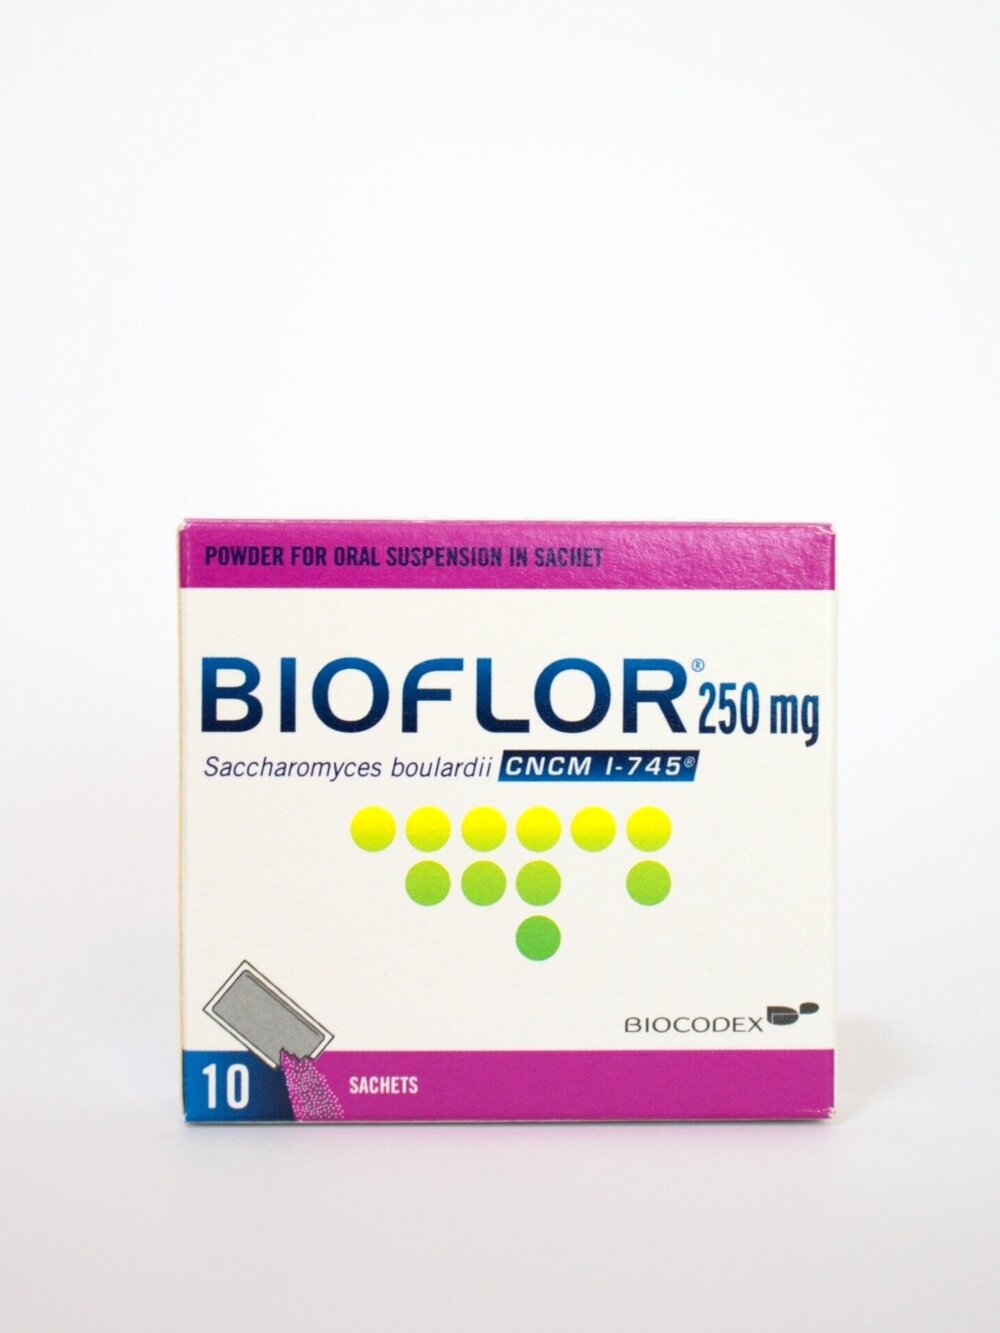 POWDER FOR ORAL SUSPENSION IN SACHET
BIOFLOR® 250 mg
Saccharomyces boulardii CNCM I-745®
BIOCODEX
10 SACHETS